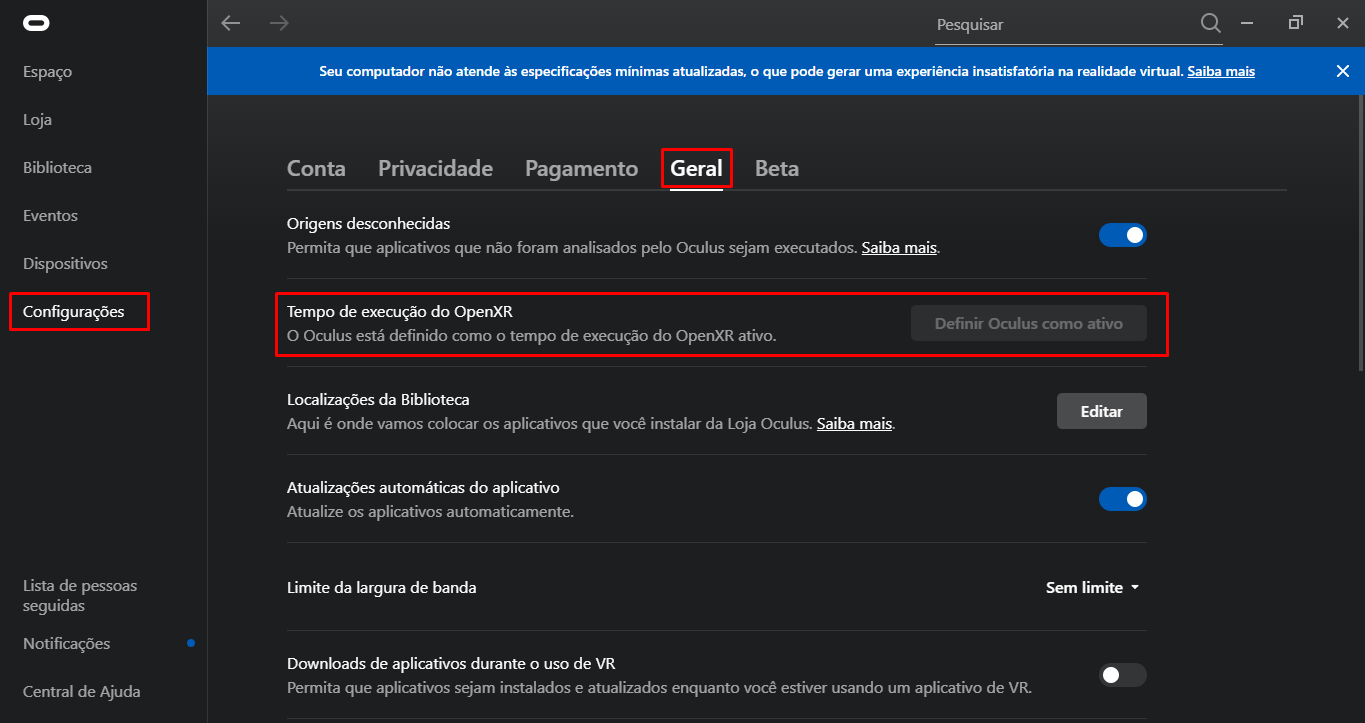 Pesquisar
Seu computador não atende às especificações mínimas atualizadas, o que pode gerar uma experiência insatisfatória na realidade virtual. Saiba mais
Espaço
Loja
Biblioteca
Eventos
Dispositivos
Configurações
Lista de pessoas
seguidas
Notificações
Central de Ajuda
Conta Privacidade Pagamento Geral Beta
Origens desconhecidas
Permita que aplicativos que não foram analisados pelo Oculus sejam executados. Saiba mais.
Tempo de execução do OpenXR
O Oculus está definido como o tempo de execução do OpenXR ativo.
Definir Oculus como ativo
Localizações da Biblioteca
Aqui é onde vamos colocar os aplicativos que você instalar da Loja Oculus. Saiba mais.
Editar
Atualizações automáticas do aplicativo
Atualize os aplicativos automaticamente.
Limite da largura de banda
Sem limite
Downloads de aplicativos durante o uso de VR
Permita que aplicativos sejam instalados e atualizados enquanto você estiver usando um aplicativo de VR.